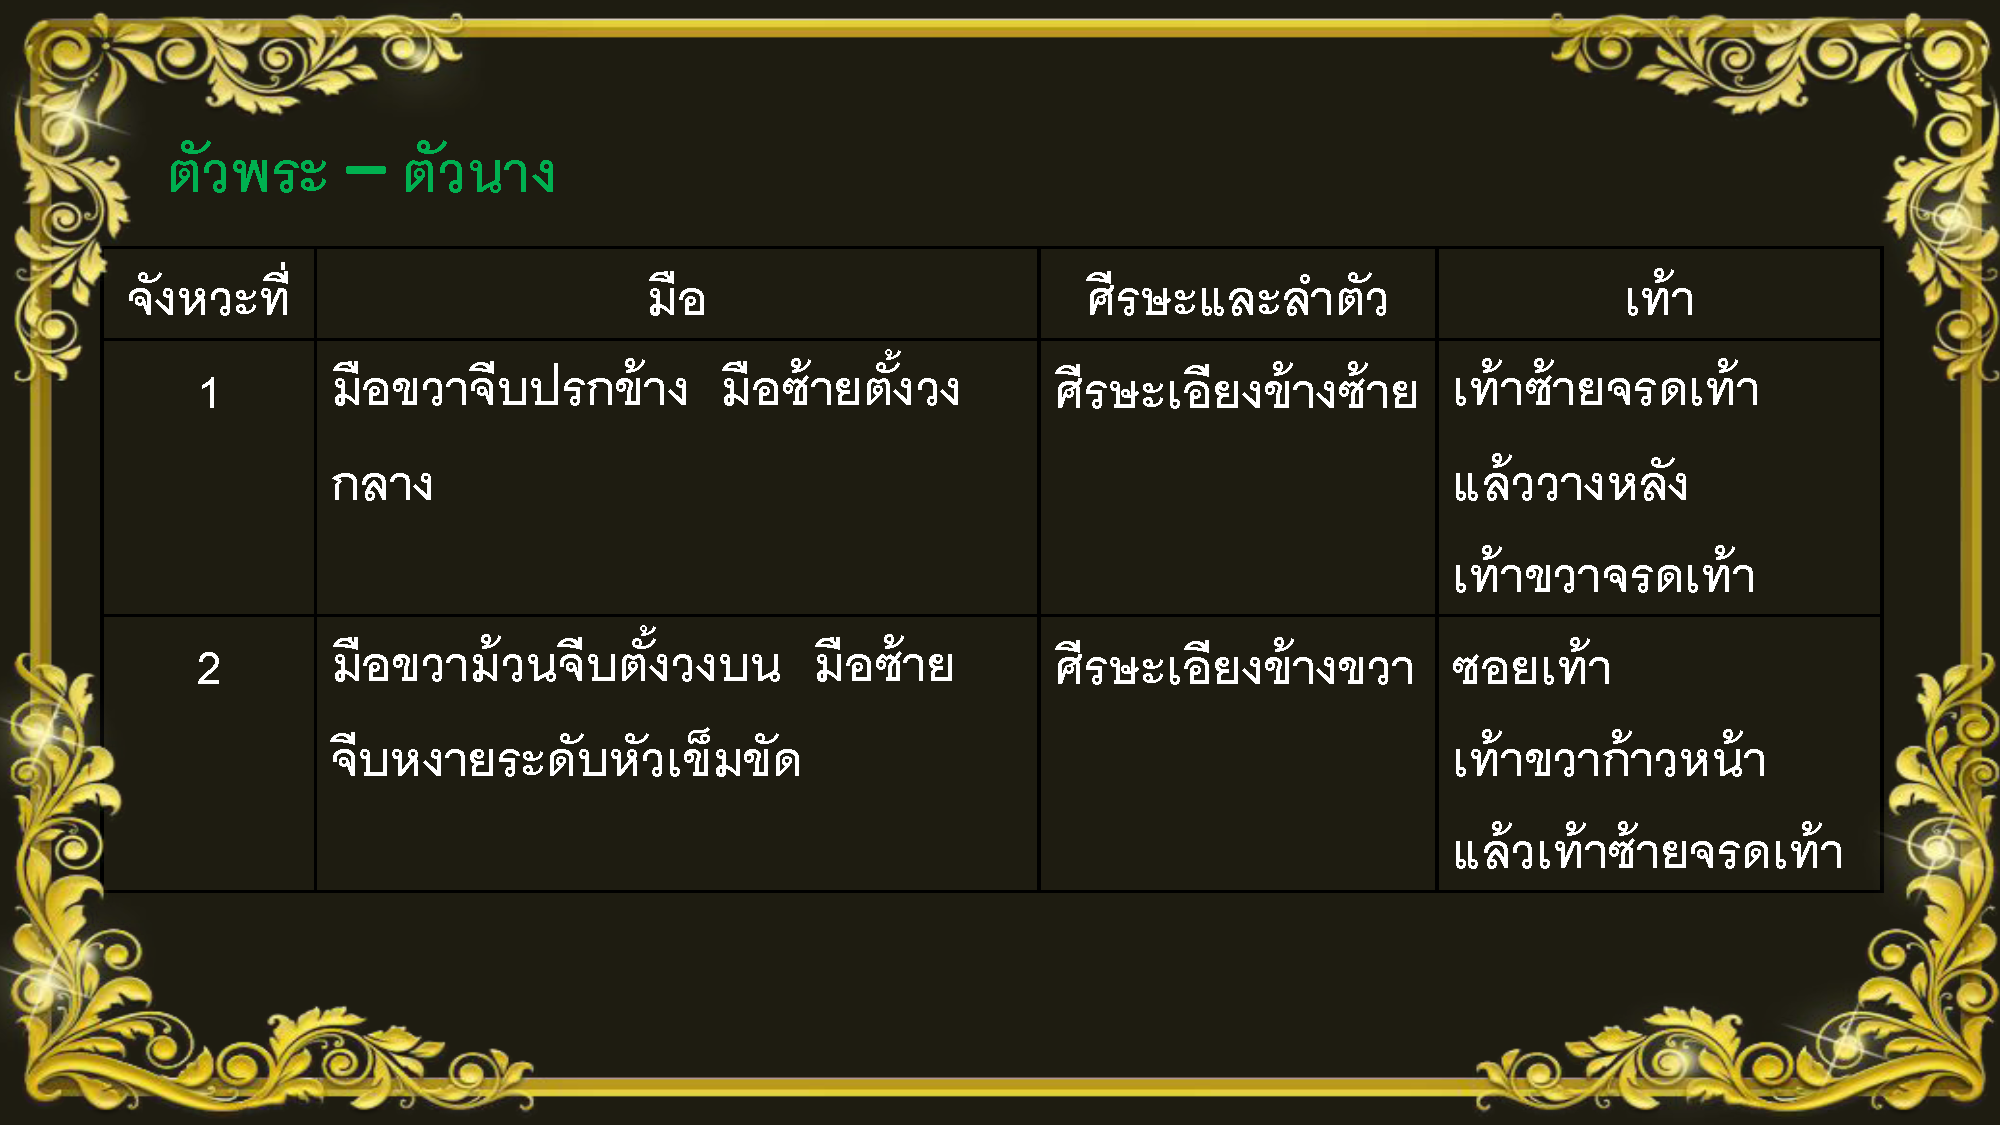 ตัวพระ – ตัวนาง
จังหวะที่ มือ ศีรษะและลำตัว เท้า
1 มือขวาจีบปรกข้าง มือซ้ายตั้งวง ศีรษะเอียงข้างซ้าย เท้าซ้ายจรดเท้า
กลาง แล้ววางหลัง
เท้าขวาจรดเท้า
2 มือขวาม้วนจีบตั้งวงบน มือซ้าย ศีรษะเอียงข้างขวา ซอยเท้า
จีบหงายระดับหัวเข็มขัด เท้าขวาก้าวหน้า
แล้วเท้าซ้ายจรดเท้า